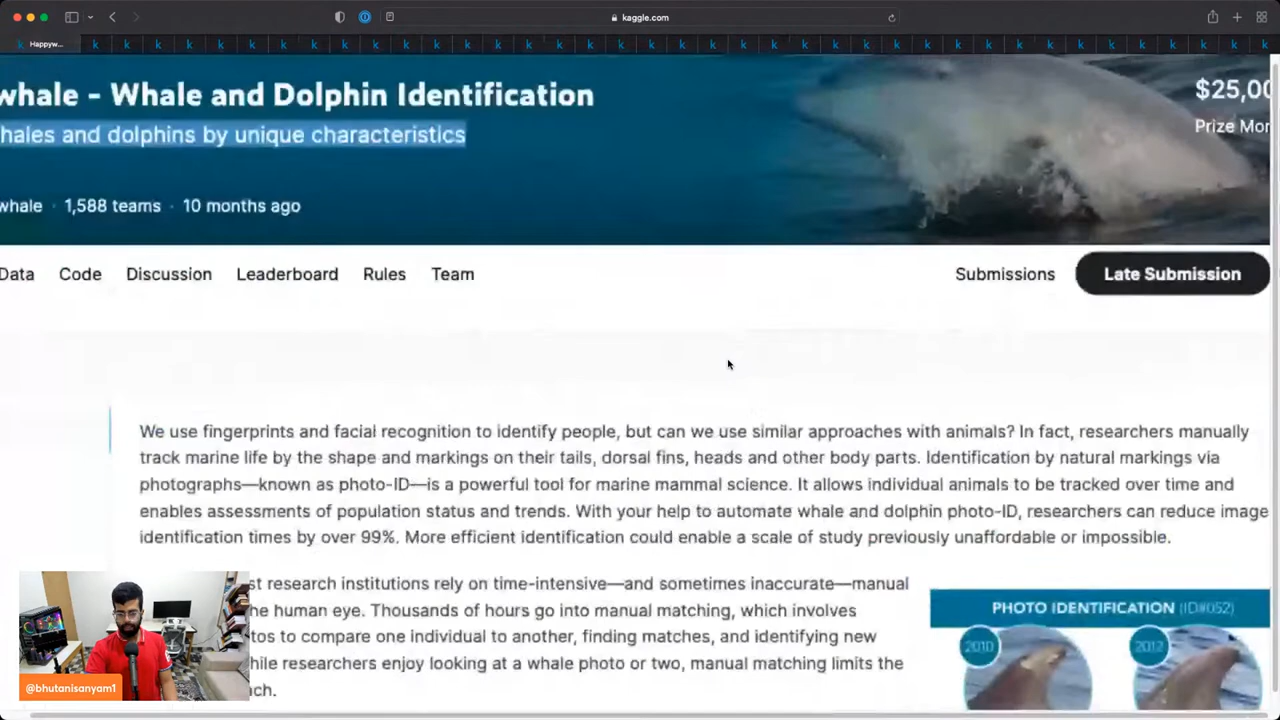 kaggle.com
Happyw...
whale - Whale and Dolphin Identification
hales and dolphins by unique characteristics
$25,00
Prize Mor
whale · 1,588 teams · 10 months ago
Data Code Discussion Leaderboard Rules Team Submissions Late Submission
We use fingerprints and facial recognition to identify people, but can we use similar approaches with animals? In fact, researchers manually
track marine life by the shape and markings on their tails, dorsal fins, heads and other body parts. Identification by natural markings via
photographs—known as photo-ID—is a powerful tool for marine mammal science. It allows individual animals to be tracked over time and
enables assessments of population status and trends. With your help to automate whale and dolphin photo-ID, researchers can reduce image
identification times by over 99%. More efficient identification could enable a scale of study previously unaffordable or impossible.
st research institutions rely on time-intensive—and sometimes inaccurate—manual
he human eye. Thousands of hours go into manual matching, which involves
tos to compare one individual to another, finding matches, and identifying new
hile researchers enjoy looking at a whale photo or two, manual matching limits the
ch.
PHOTO IDENTIFICATION (ID#052)
2010 2012
@bhutanisanyam1